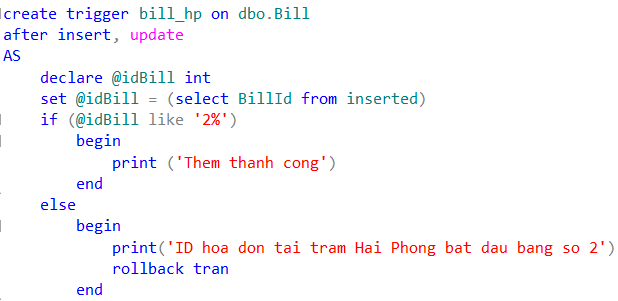 create trigger bill_hp on dbo.Bill
after insert, update
AS
    declare @idBill int
    set @idBill = (select BillId from inserted)
    if (@idBill like '2%')
        begin
            print ('Them thanh cong')
        end
    else
        begin
            print('ID hoa don tai tram Hai Phong bat dau bang so 2')
            rollback tran
        end